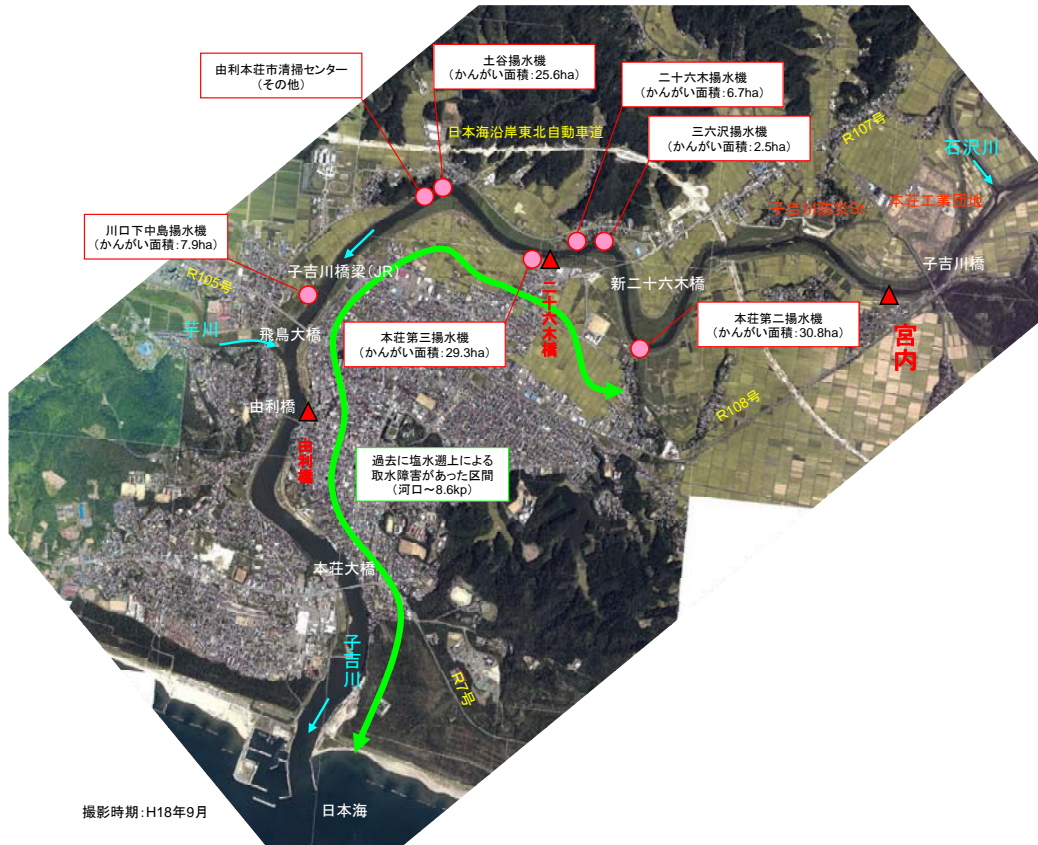 由利本荘市清掃センター
(その他)
土谷揚水機
(かんがい面積:25.6ha)
二十六木揚水機
(かんがい面積:6.7ha)
三六沢揚水機
(かんがい面積:2.5ha)
日本海沿岸東北自動車道
R107号
石沢川
子吉川防災St
本荘工業団地
川口下中島揚水機
(かんがい面積:7.9ha)
子吉川橋梁(JR)
R105号
芋川
飛鳥大橋
本荘第三揚水機
(かんがい面積:29.3ha)
二十六木橋
新二十六木橋
子吉川橋
本荘第二揚水機
(かんがい面積:30.8ha)
宮内
R108号
由利橋
由利橋
過去に塩水遡上による
取水障害があった区間
(河口~8.6kp)
本荘大橋
子吉川
R7号
日本海
撮影時期:H18年9月